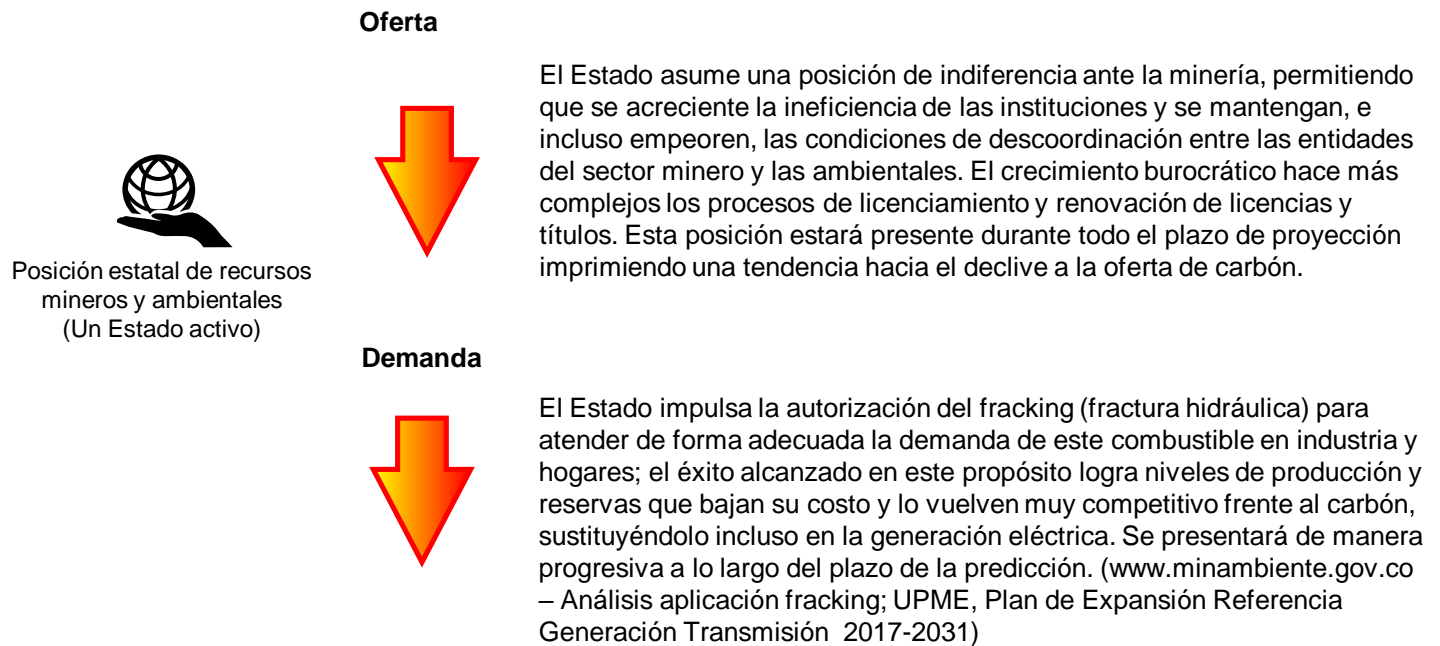 Oferta
El Estado asume una posición de indiferencia ante la minería, permitiendo
que se acreciente la ineficiencia de las instituciones y se mantengan, e
incluso empeoren, las condiciones de descoordinación entre las entidades
del sector minero y las ambientales. El crecimiento burocrático hace más
complejos los procesos de licenciamiento y renovación de licencias y
títulos. Esta posición estará presente durante todo el plazo de proyección
imprimiendo una tendencia hacia el declive a la oferta de carbón.
Posición estatal de recursos
mineros y ambientales
(Un Estado activo)
Demanda
El Estado impulsa la autorización del fracking (fractura hidráulica) para
atender de forma adecuada la demanda de este combustible en industria y
hogares; el éxito alcanzado en este propósito logra niveles de producción y
reservas que bajan su costo y lo vuelven muy competitivo frente al carbón,
sustituyéndolo incluso en la generación eléctrica. Se presentará de manera
progresiva a lo largo del plazo de la predicción. (www.minambiente.gov.co
– Análisis aplicación fracking; UPME, Plan de Expansión Referencia
Generación Transmisión 2017-2031)